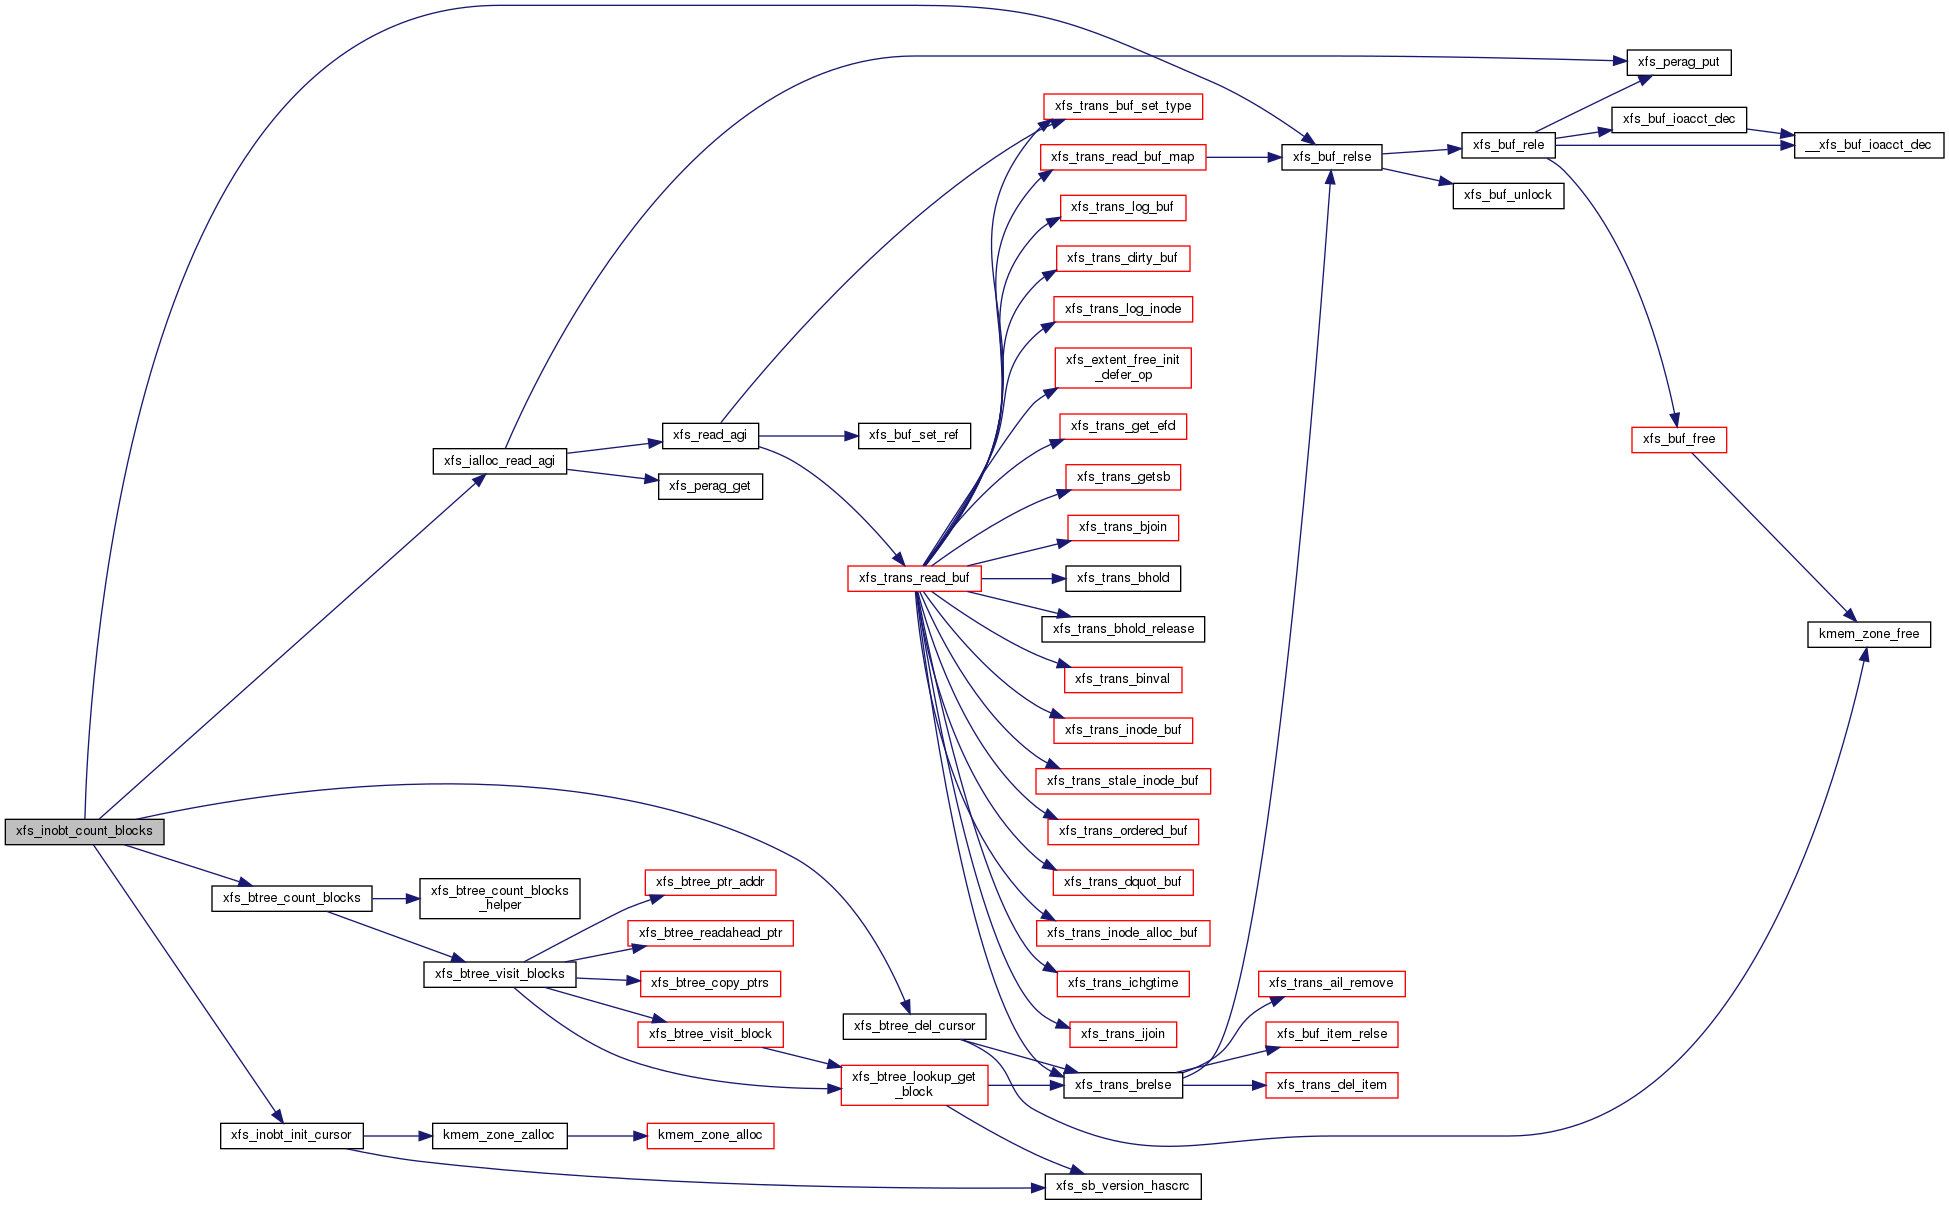 xfs_perag_put
xfs_trans_buf_set_type
xfs_buf_ioacct_dec
xfs_buf_rele
__xfs_buf_ioacct_dec
xfs_trans_read_buf_map
xfs_buf_relse
xfs_buf_unlock
xfs_trans_log_buf
xfs_trans_dirty_buf
xfs_trans_log_inode
xfs_extent_free_init
_defer_op
xfs_trans_get_efd
xfs_read_agi
xfs_buf_set_ref
xfs_buf_free
xfs_ialloc_read_agi
xfs_perag_get
xfs_trans_getsb
xfs_trans_bjoin
xfs_trans_read_buf
xfs_trans_bhold
xfs_trans_bhold_release
kmem_zone_free
xfs_trans_binval
xfs_trans_inode_buf
xfs_trans_stale_inode_buf
xfs_inobt_count_blocks
xfs_trans_ordered_buf
xfs_btree_ptr_addr
xfs_trans_dquot_buf
xfs_btree_count_blocks
xfs_btree_count_blocks
_helper
xfs_btree_readahead_ptr
xfs_trans_inode_alloc_buf
xfs_btree_visit_blocks
xfs_btree_copy_ptrs
xfs_trans_ichgtime
xfs_trans_ail_remove
xfs_btree_del_cursor
xfs_btree_visit_block
xfs_trans_ijoin
xfs_buf_item_relse
xfs_btree_lookup_get
_block
xfs_trans_brelse
xfs_trans_del_item
xfs_inobt_init_cursor
kmem_zone_zalloc
kmem_zone_alloc
xfs_sb_version_hascrc